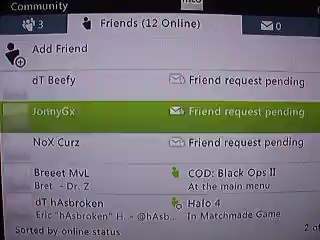 Community
3
Friends (12 Online)
0
Add Friend
dT Beefy
Friend request pending
JonnyGx
Friend request pending
NoX Curz
Friend request pending
Breeet MvL
COD: Black Ops II
Bret - Dr. Z
At the main menu
dT hAsbroken
Halo 4
Eric "hAsbroken" H. - @hAsb...
In Matchmade Game
Sorted by online status
2 of